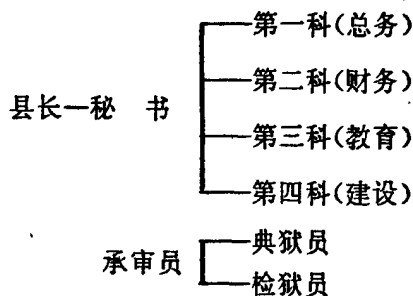 第一科(总务)
第二科(财务)
县长—秘 书
第三科(教育)
第四科(建设)
典狱员
承审员
检狱员